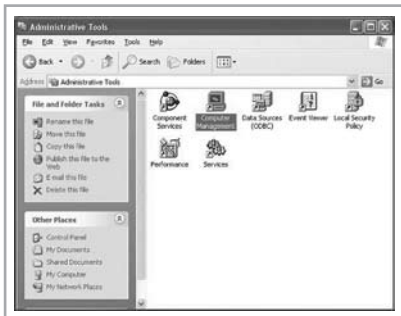 Administrative Tools
File Edit View Favorites Tools Help
Back Search Folders
Address Administrative Tools Go
File and Folder Tasks
Rename this file
Move this file
Copy this file
Publish this file to the
Web
E-mail this file
Delete this file
Other Places
Control Panel
My Documents
Shared Documents
My Computer
My Network Places
Component
Services
Computer
Management
Data Sources
(ODBC)
Event Viewer
Local Security
Policy
Performance
Services